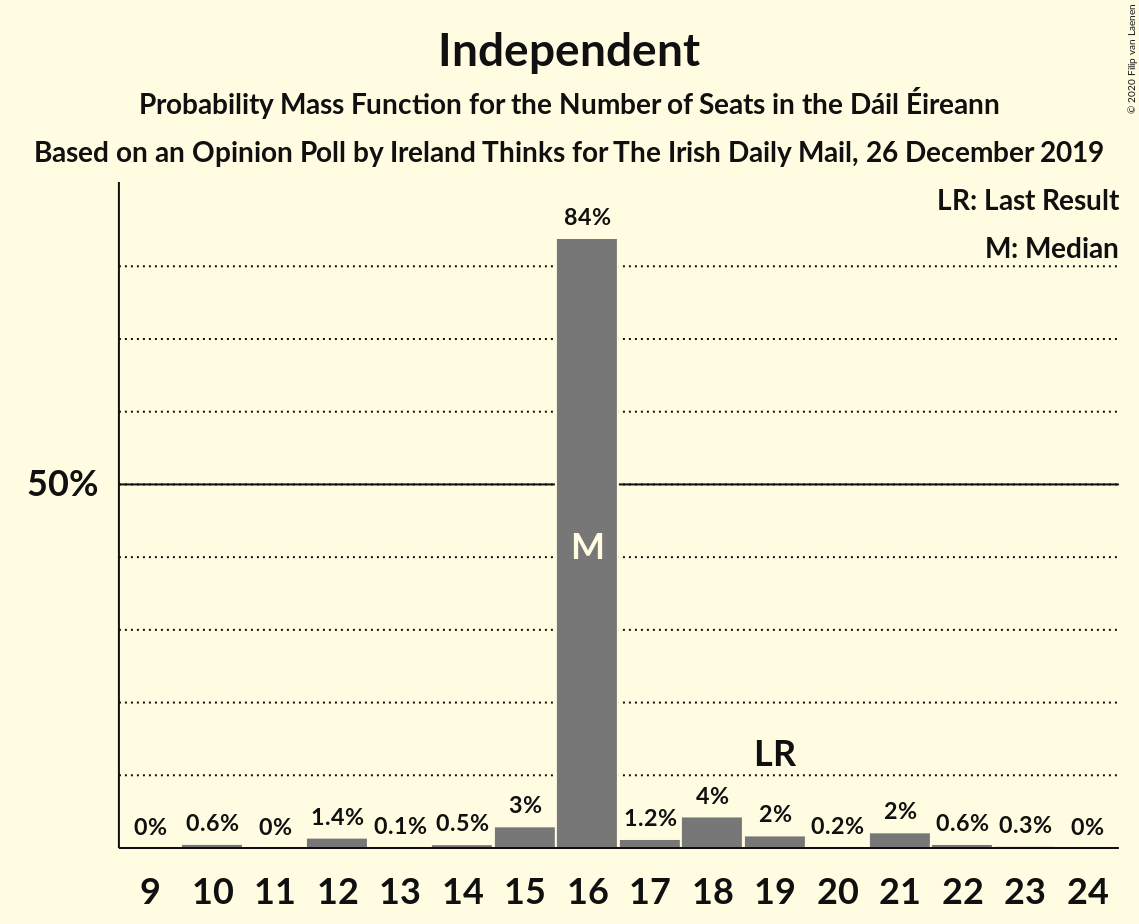 Independent
Probability Mass Function for the Number of Seats in the Dáil Éireann
Based on an Opinion Poll by Ireland Thinks for The Irish Daily Mail, 26 December 2019
© 2020 Filip van Laenen
LR: Last Result
M: Median
84%
50%
M
LR
0% 0.6% 0% 1.4% 0.1% 0.5% 3% 1.2% 4% 2% 0.2% 2% 0.6% 0.3% 0%
9 10 11 12 13 14 15 16 17 18 19 20 21 22 23 24